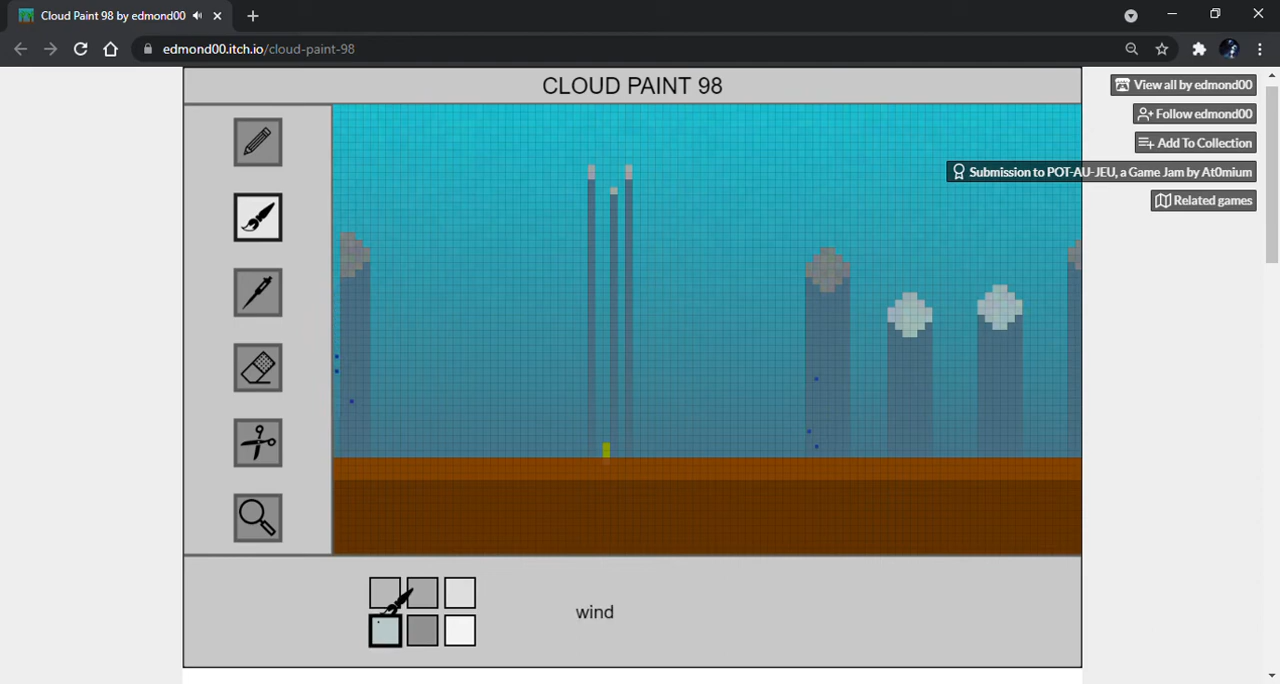 Cloud Paint 98 by edmond00
edmond00.itch.io/cloud-paint-98
CLOUD PAINT 98
View all by edmond00
Follow edmond00
Add To Collection
Submission to POT-AU-JEU, a Game Jam by At0mium
Related games
wind